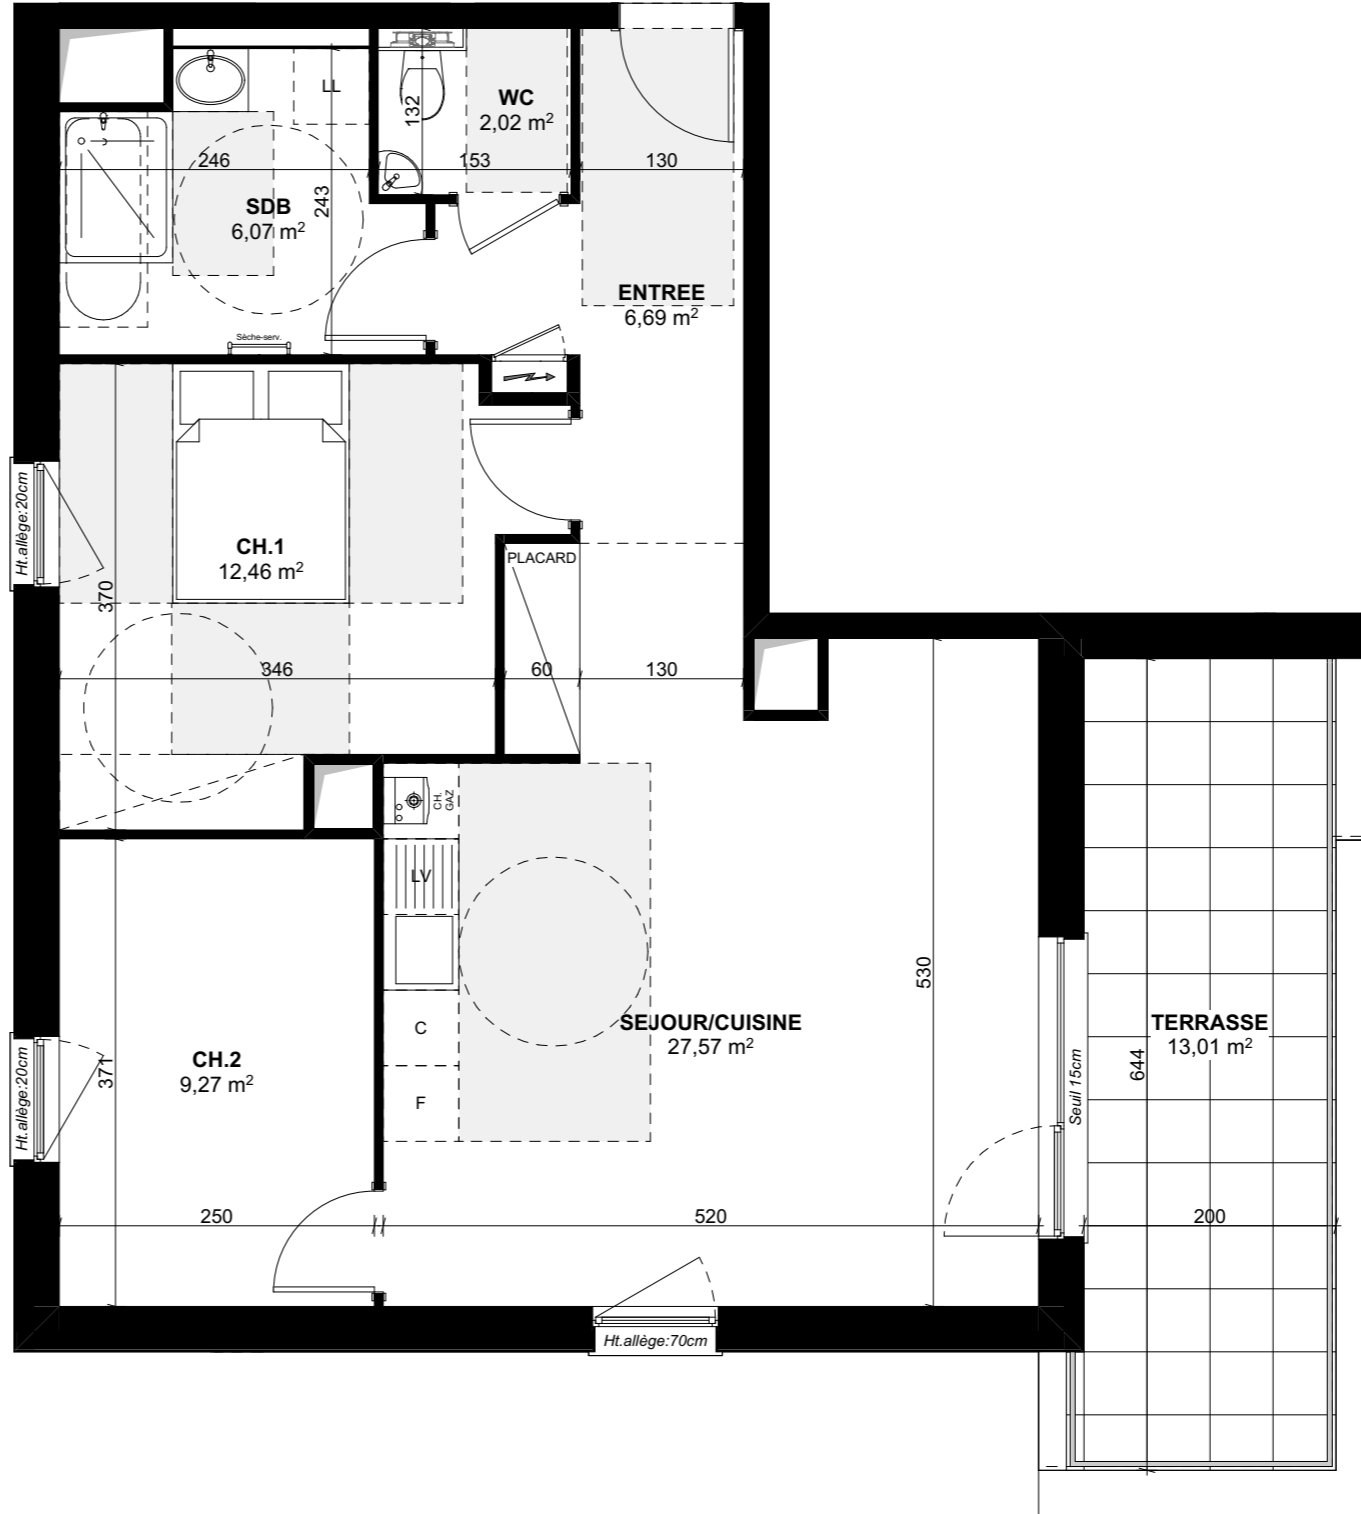 LL
WC
2,02 m²
132
246
153
130
243
SDB
6,07 m²
ENTREE
6,69 m²
Sèche-serv.
Ht.allège:20cm
CH.1
12,46 m²
PLACARD
370
346
60
130
CH.
GAZ
LV
530
C
SEJOUR/CUISINE
27,57 m²
TERRASSE
13,01 m²
644
Seuil 15cm
CH.2
9,27 m²
371
Ht.allège:20cm
F
250
520
200
Ht.allège:70cm